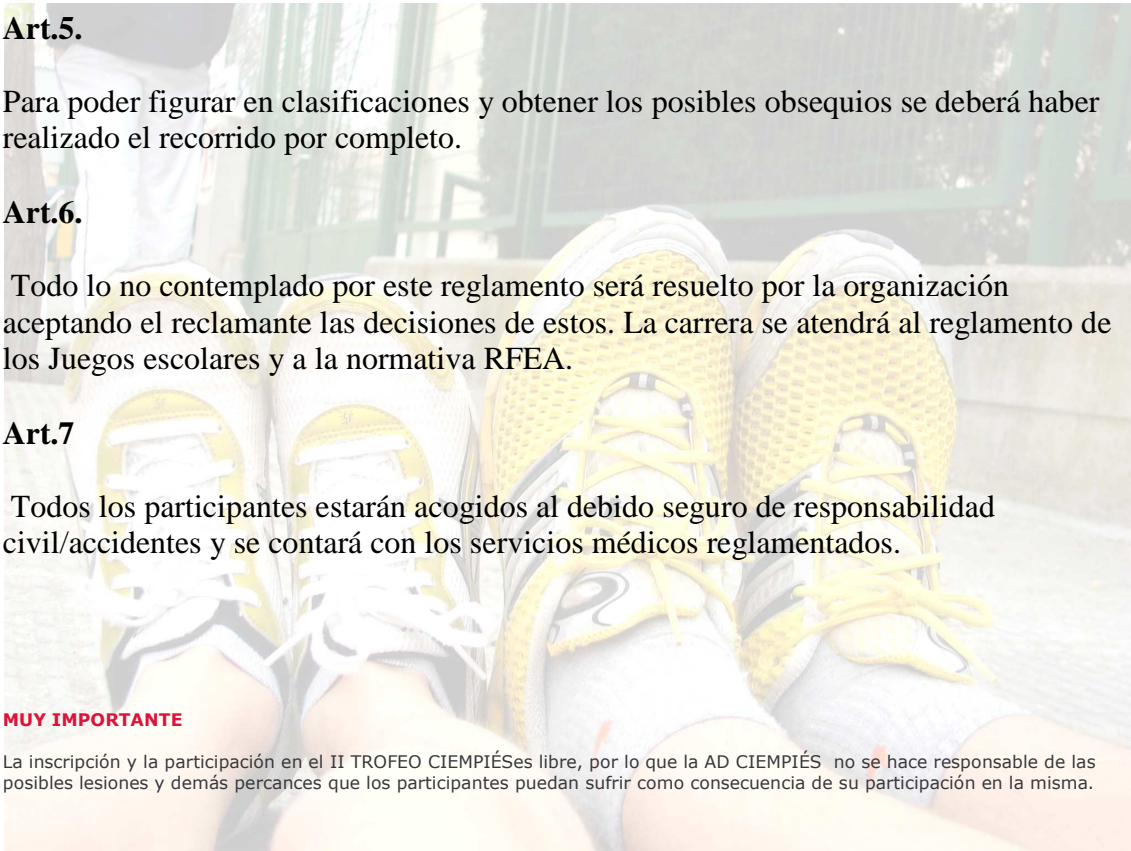 Art.5.
Para poder figurar en clasificaciones y obtener los posibles obsequios se deberá haber
realizado el recorrido por completo.
Art.6.
Todo lo no contemplado por este reglamento será resuelto por la organización
aceptando el reclamante las decisiones de estos. La carrera se atendrá al reglamento de
los Juegos escolares y a la normativa RFEA.
Art.7
Todos los participantes estarán acogidos al debido seguro de responsabilidad
civil/accidentes y se contará con los servicios médicos reglamentados.
MUY IMPORTANTE
La inscripción y la participación en el II TROFEO CIEMPIÉSes libre, por lo que la AD CIEMPIÉS no se hace responsable de las
posibles lesiones y demás percances que los participantes puedan sufrir como consecuencia de su participación en la misma.